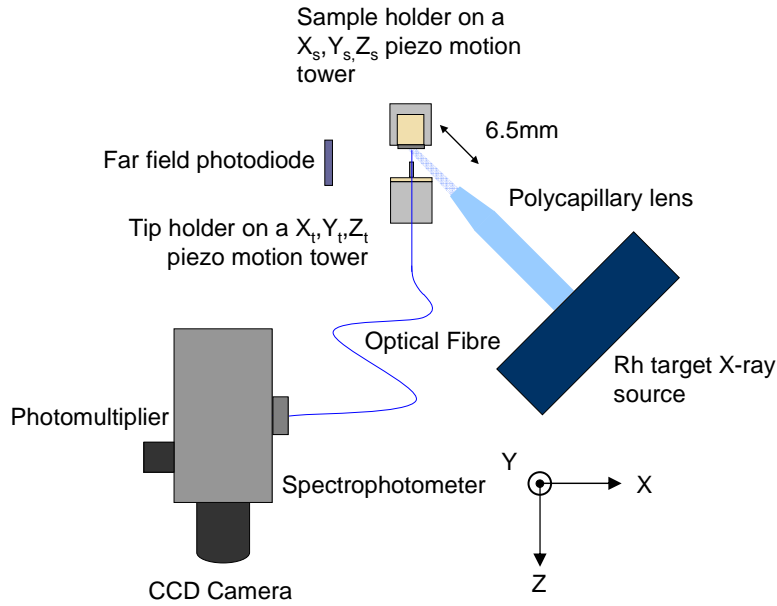 Sample holder on a
Xs,Ys,Zs piezo motion
tower
6.5mm
Far field photodiode
Polycapillary lens
Tip holder on a Xt,Yt,Zt
piezo motion tower
Optical Fibre
Rh target X-ray
source
Photomultiplier
Spectrophotometer
Y
X
CCD Camera
Z